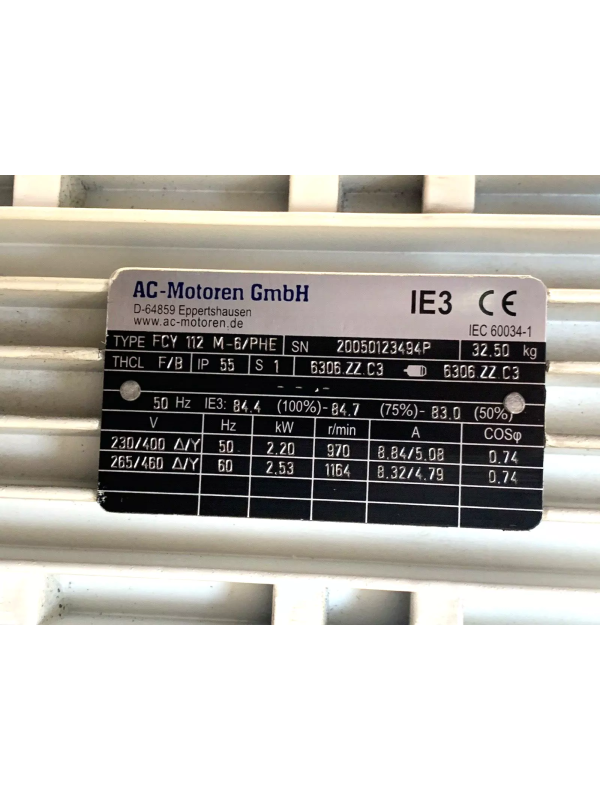 AC-Motoren GmbH
D-64859 Eppertshausen
www.ac-motoren.de
IE3 CE
IEC 60034-1
TYPE FCY 112 M-6/PHE SN 20050123494P 32.50 kg
THCL F/B IP 55 S 1 6306.ZZ.C3 6306.ZZ.C3
- - .-
50 Hz IE3: 84.4 (100%)- 84.7 (75%)- 83.0 (50%)
V Hz kW r/min A COSφ
230/400 Δ/Y 50 2.20 970 8.84/5.08 0.74
265/460 Δ/Y 60 2.53 1164 8.32/4.79 0.74